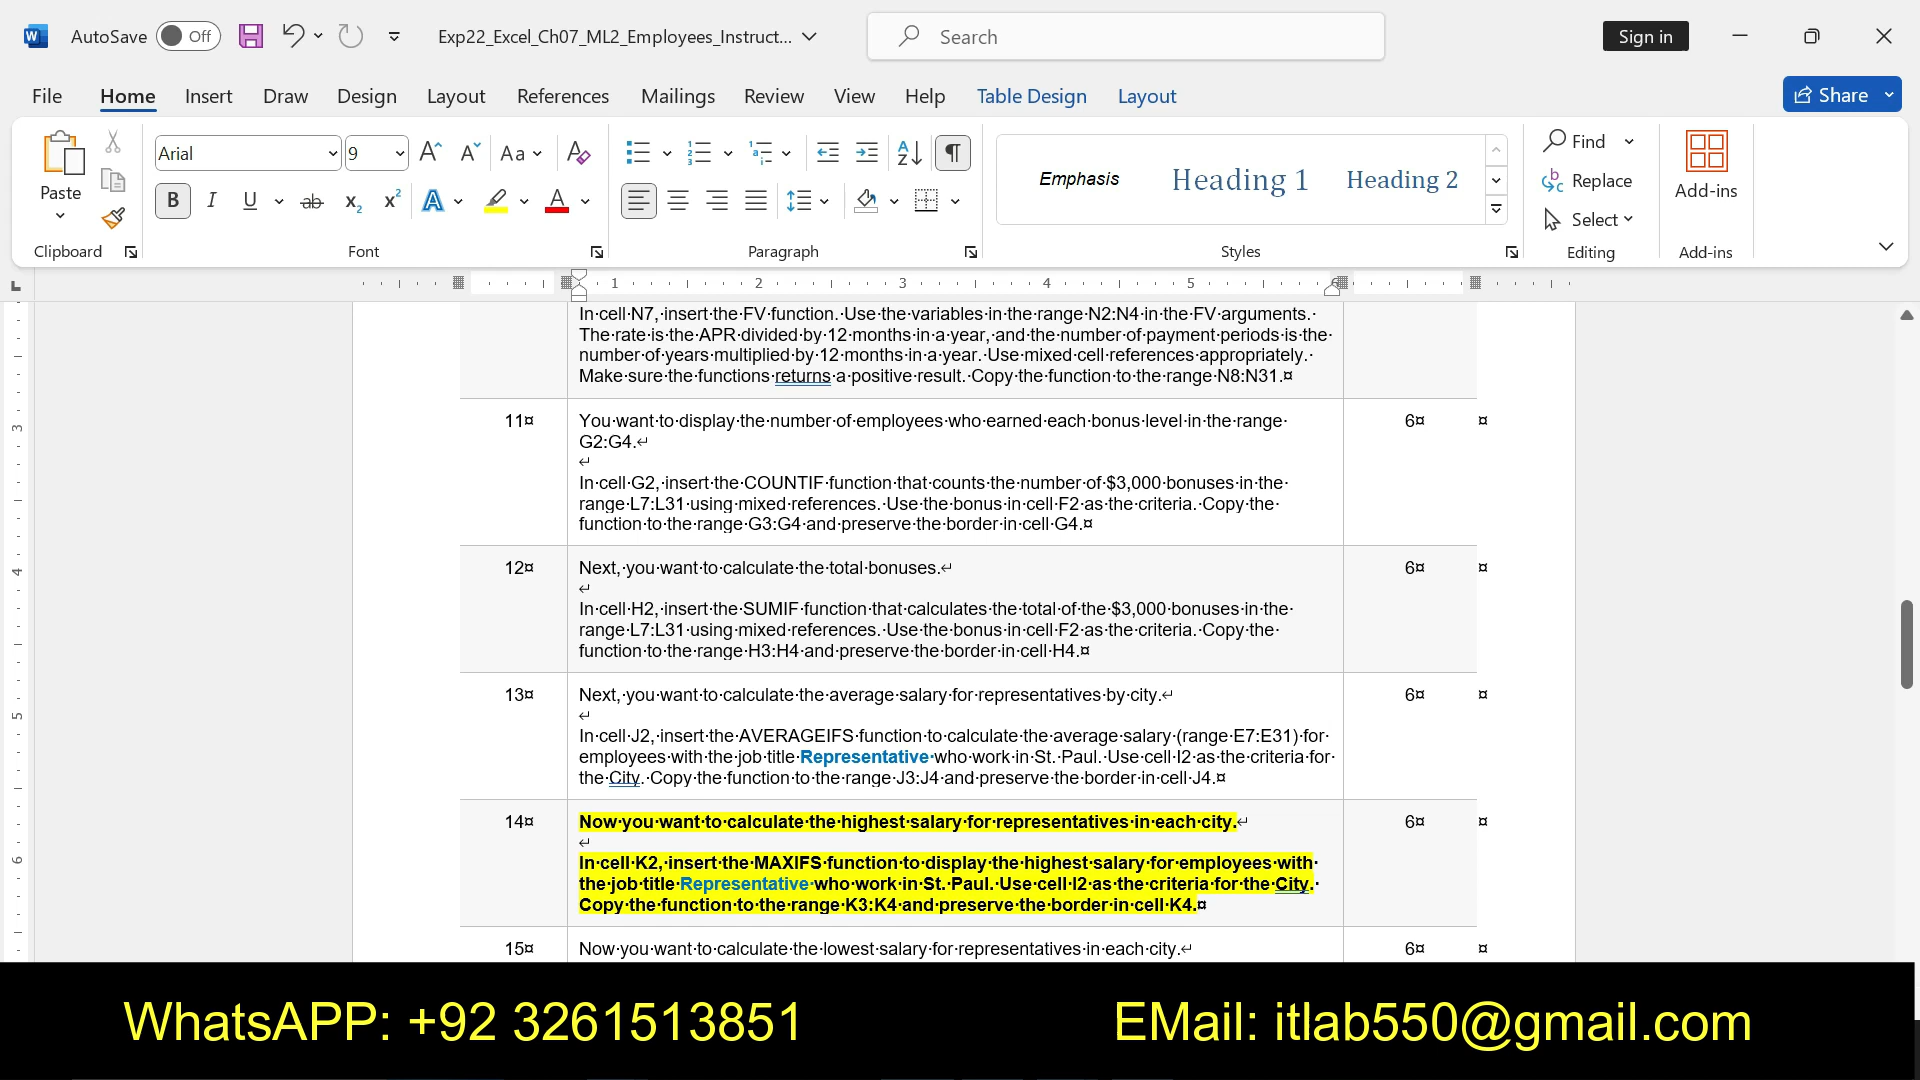 AutoSave Off Exp22_Excel_Ch07_ML2_Employees_Instruct... Search Sign in
File Home Insert Draw Design Layout References Mailings Review View Help Table Design Layout Share
Paste Arial 9 Aa Emphasis Heading 1 Heading 2 Find Replace Select Add-ins
Clipboard Font Paragraph Styles Editing Add-ins
1 2 3 4 5
In cell N7, insert the FV function. Use the variables in the range N2:N4 in the FV arguments.
The rate is the APR divided by 12 months in a year, and the number of payment periods is the
number of years multiplied by 12 months in a year. Use mixed cell references appropriately.
Make sure the functions returns a positive result. Copy the function to the range N8:N31.
11 You want to display the number of employees who earned each bonus level in the range 6
G2:G4.
In cell G2, insert the COUNTIF function that counts the number of $3,000 bonuses in the
range L7:L31 using mixed references. Use the bonus in cell F2 as the criteria. Copy the
function to the range G3:G4 and preserve the border in cell G4.
12 Next, you want to calculate the total bonuses. 6
In cell H2, insert the SUMIF function that calculates the total of the $3,000 bonuses in the
range L7:L31 using mixed references. Use the bonus in cell F2 as the criteria. Copy the
function to the range H3:H4 and preserve the border in cell H4.
13 Next, you want to calculate the average salary for representatives by city. 6
In cell J2, insert the AVERAGEIFS function to calculate the average salary (range E7:E31) for
employees with the job title Representative who work in St. Paul. Use cell I2 as the criteria for
the City. Copy the function to the range J3:J4 and preserve the border in cell J4.
14 Now you want to calculate the highest salary for representatives in each city. 6
In cell K2, insert the MAXIFS function to display the highest salary for employees with
the job title Representative who work in St. Paul. Use cell I2 as the criteria for the City.
Copy the function to the range K3:K4 and preserve the border in cell K4.
15 Now you want to calculate the lowest salary for representatives in each city. 6
WhatsAPP: +92 3261513851 EMail: itlab550@gmail.com